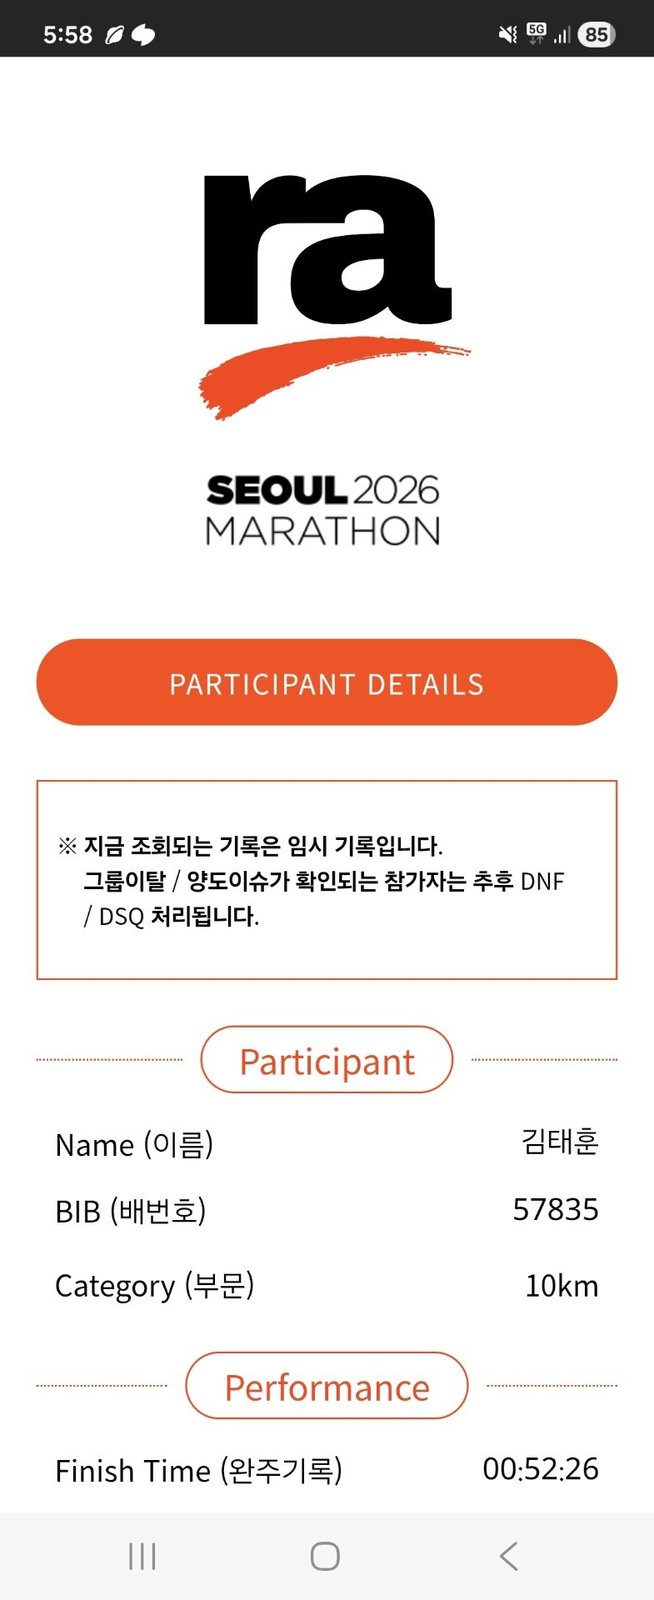 5:58 5G 85
ra
SEOUL 2026
MARATHON
PARTICIPANT DETAILS
※ 지금 조회되는 기록은 임시 기록입니다.
그룹이탈 / 양도이슈가 확인되는 참가자는 추후 DNF
/ DSQ 처리됩니다.
Participant
Name (이름) 김태훈
BIB (배번호) 57835
Category (부문) 10km
Performance
Finish Time (완주기록) 00:52:26